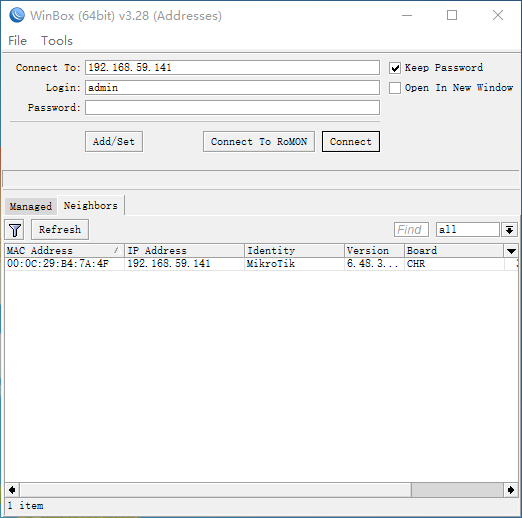 WinBox (64bit) v3.28 (Addresses)
File Tools
Connect To: 192.168.59.141 Keep Password
Login: admin Open In New Window
Password:
Add/Set Connect To RoMON Connect
Managed Neighbors
Refresh Find all
MAC Address / IP Address Identity Version Board
00:0C:29:B4:7A:4F 192.168.59.141 MikroTik 6.48.3... CHR
1 item